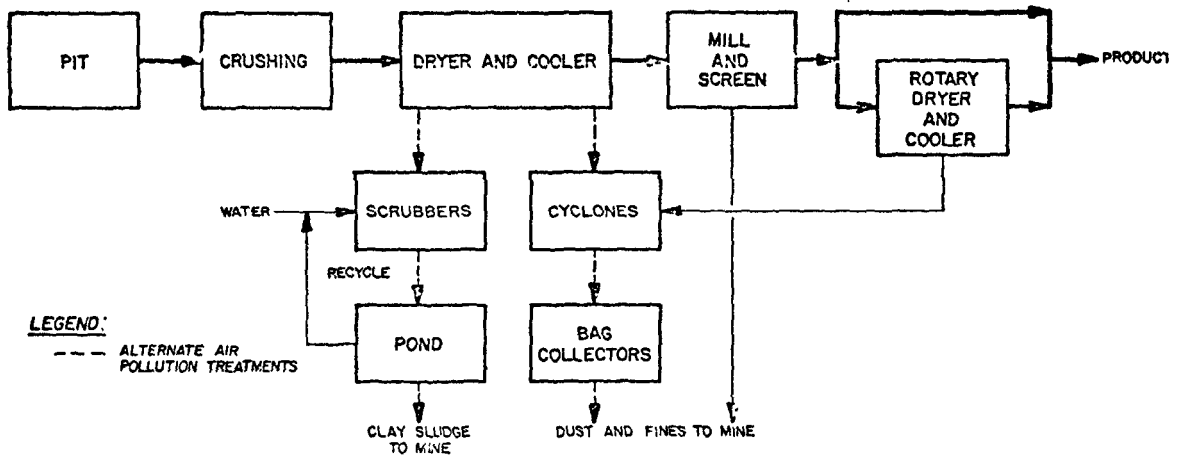 PIT
CRUSHING
DRYER AND COOLER
MILL
AND
SCREEN
ROTARY
DRYER
AND
COOLER
PRODUCT
WATER
SCRUBBERS
CYCLONES
RECYCLE
POND
BAG
COLLECTORS
LEGEND:
--- ALTERNATE AIR
POLLUTION TREATMENTS
CLAY SLUDGE
TO MINE
DUST AND FINES TO MINE